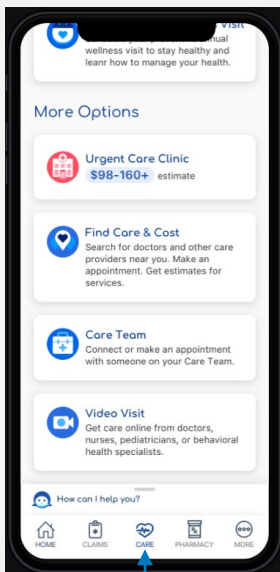 Visit
wellness visit to stay healthy and
leanr how to manage your health.
More Options
Urgent Care Clinic
$98-160+ estimate
Find Care & Cost
Search for doctors and other care
providers near you. Make an
appointment. Get estimates for
services.
Care Team
Connect or make an appointment
with someone on your Care Team.
Video Visit
Get care online from doctors,
nurses, pediatricians, or behavioral
health specialists.
How can I help you?
HOME CLAIMS CARE PHARMACY MORE